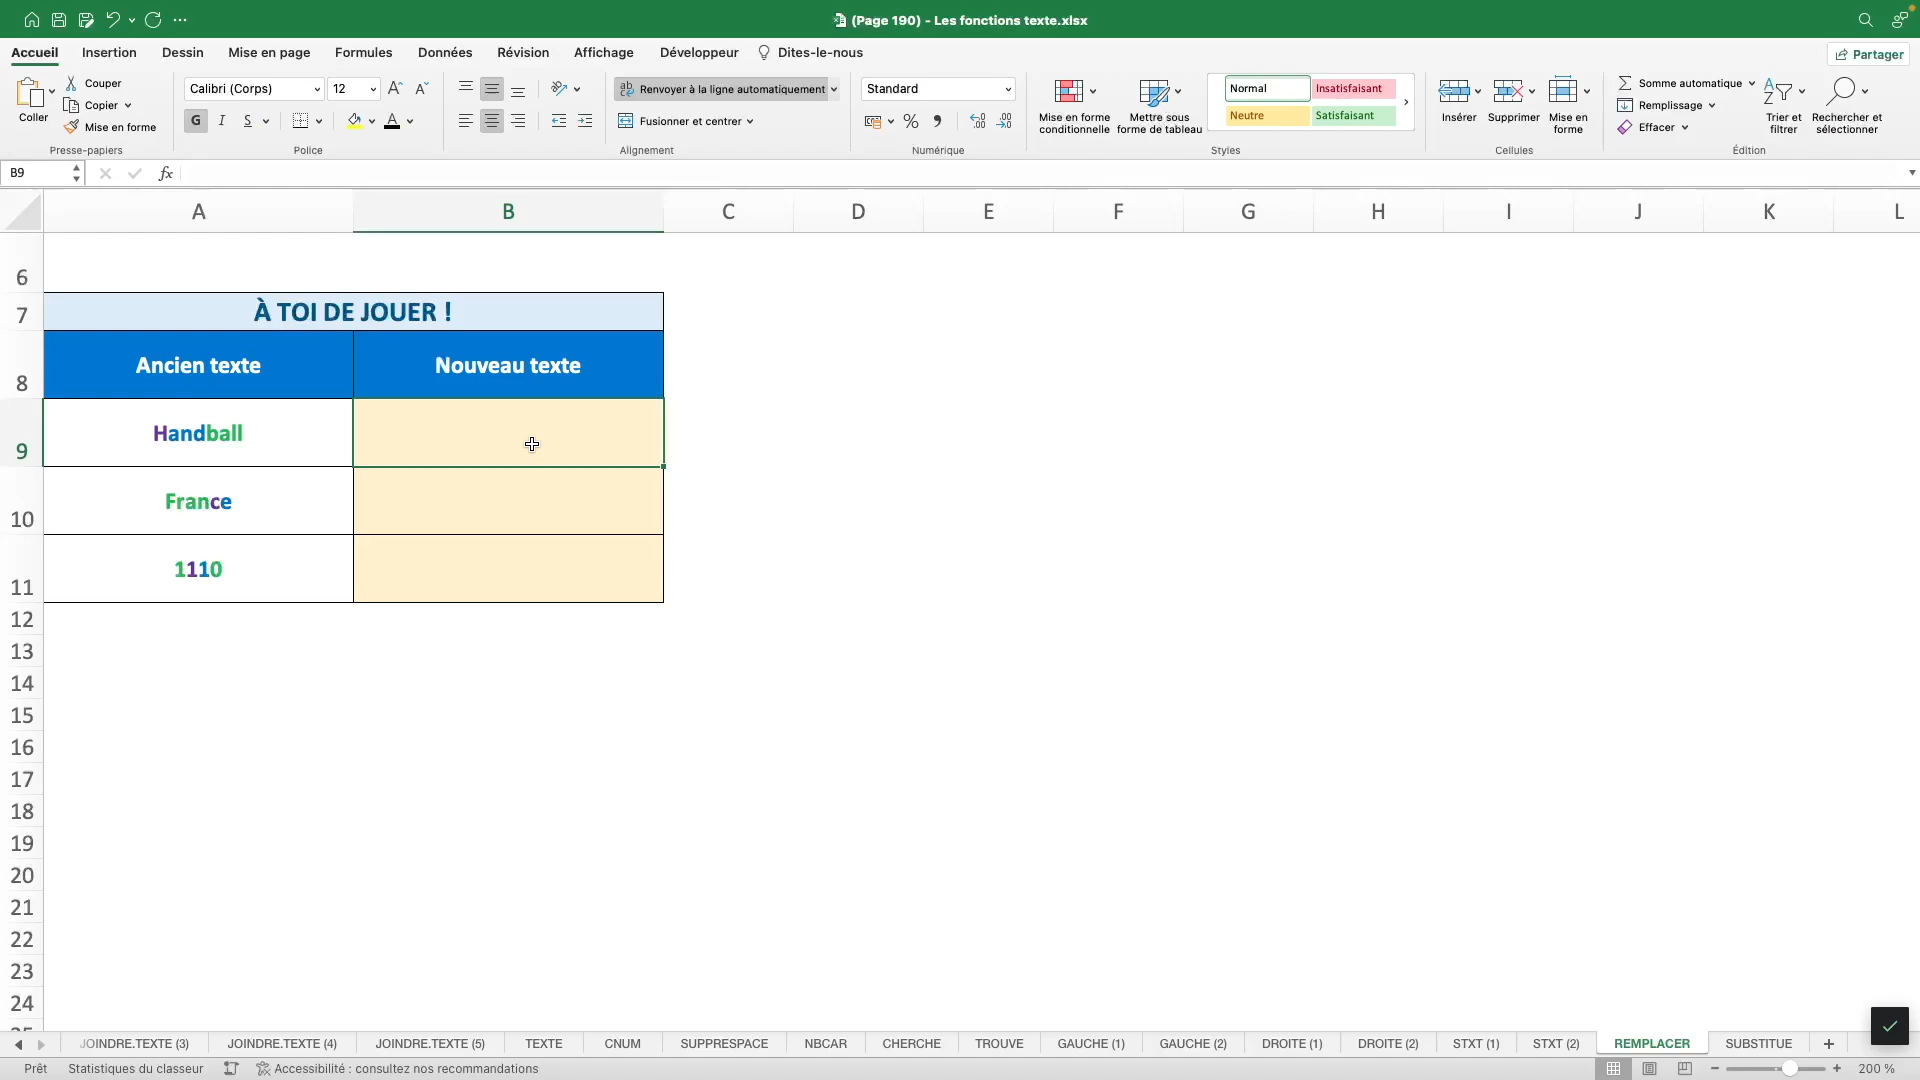 (Page 190) - Les fonctions texte.xlsx
Accueil Insertion Dessin Mise en page Formules Données Révision Affichage Développeur Dites-le-nous Partager
Coller
Couper
Copier
Mise en forme
Presse-papiers
Calibri (Corps) 12
G I S
Police
Renvoyer à la ligne automatiquement
Fusionner et centrer
Alignement
Standard
Numérique
Mise en forme
conditionnelle
Mettre sous
forme de tableau
Normal Insatisfaisant
Neutre Satisfaisant
Styles
Insérer
Supprimer
Mise en
forme
Cellules
Somme automatique
Remplissage
Effacer
Trier et
filtrer
Rechercher et
sélectionner
Édition
B9 fx
A B C D E F G H I J K L
6
7 À TOI DE JOUER !
8 Ancien texte Nouveau texte
9 Handball
10 France
11 1110
12
13
14
15
16
17
18
19
20
21
22
23
24
25
JOINDRE.TEXTE (3) JOINDRE.TEXTE (4) JOINDRE.TEXTE (5) TEXTE CNUM SUPPRESPACE NBCAR CHERCHE TROUVE GAUCHE (1) GAUCHE (2) DROITE (1) DROITE (2) STXT (1) STXT (2) REMPLACER SUBSTITUE +
Prêt Statistiques du classeur Accessibilité : consultez nos recommandations 200 %